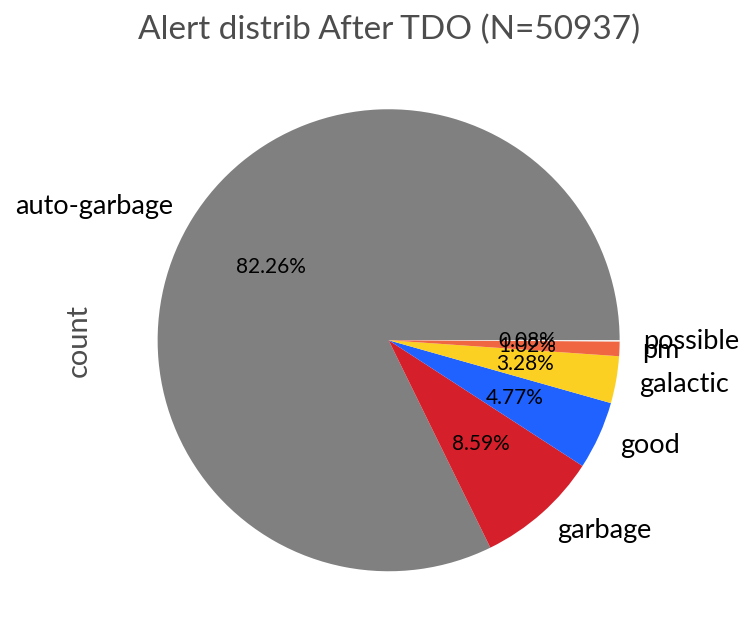 Alert distrib After TDO (N=50937)
auto-garbage
82.26%
count
0.08%
possible
1.02%
pm
3.28%
galactic
4.77%
good
8.59%
garbage